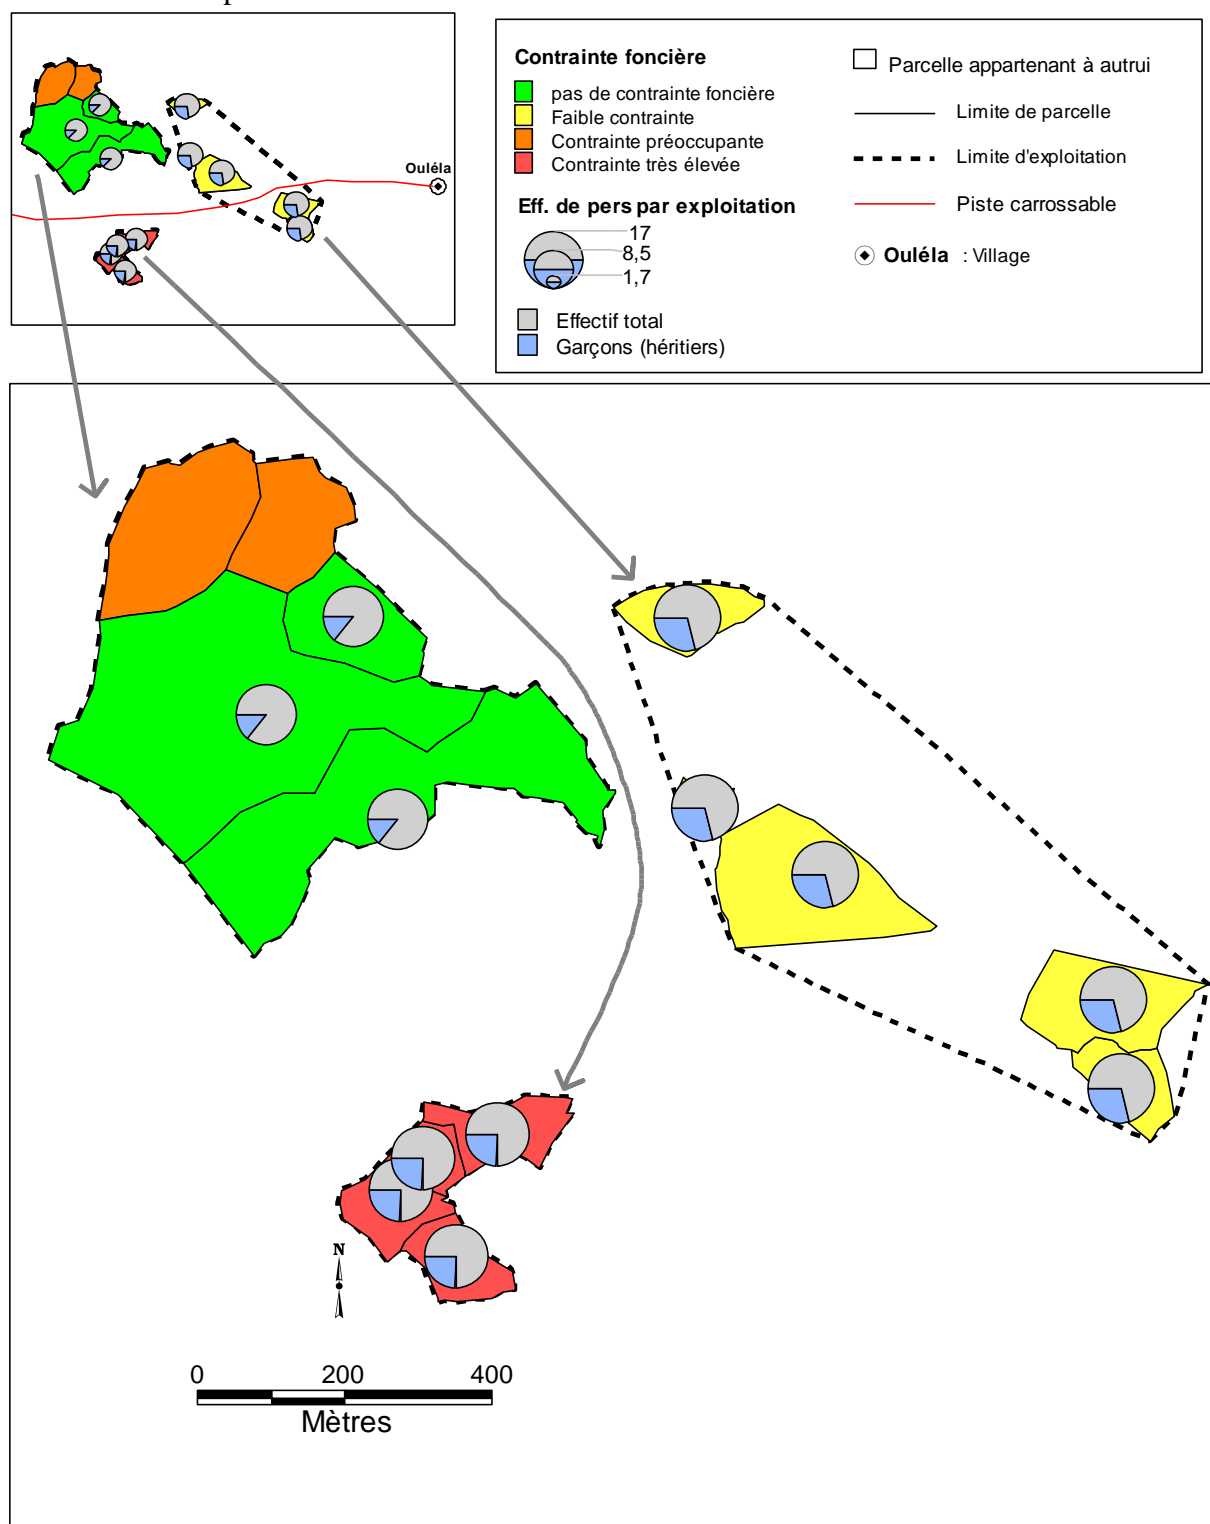 Ouléla
Contrainte foncière
pas de contrainte foncière
Faible contrainte
Contrainte préoccupante
Contrainte très élevée
Eff. de pers par exploitation
17
8,5
1,7
Effectif total
Garçons (héritiers)
Parcelle appartenant à autrui
Limite de parcelle
Limite d'exploitation
Piste carrossable
Ouléla : Village
N
0 200 400
Mètres